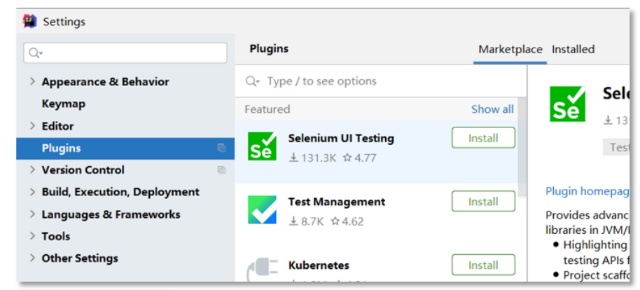 Settings
Appearance & Behavior
Keymap
Editor
Plugins
Version Control
Build, Execution, Deployment
Languages & Frameworks
Tools
Other Settings
Plugins
Marketplace
Installed
Type / to see options
Featured
Show all
Se
Selenium UI Testing
Install
131.3K 4.77
Test Management
Install
8.7K 4.62
Kubernetes
Install
Se
Sele
13
Test
Plugin homepag
Provides advanc
libraries in JVM/
• Highlighting
testing APIs f
• Project scaffo